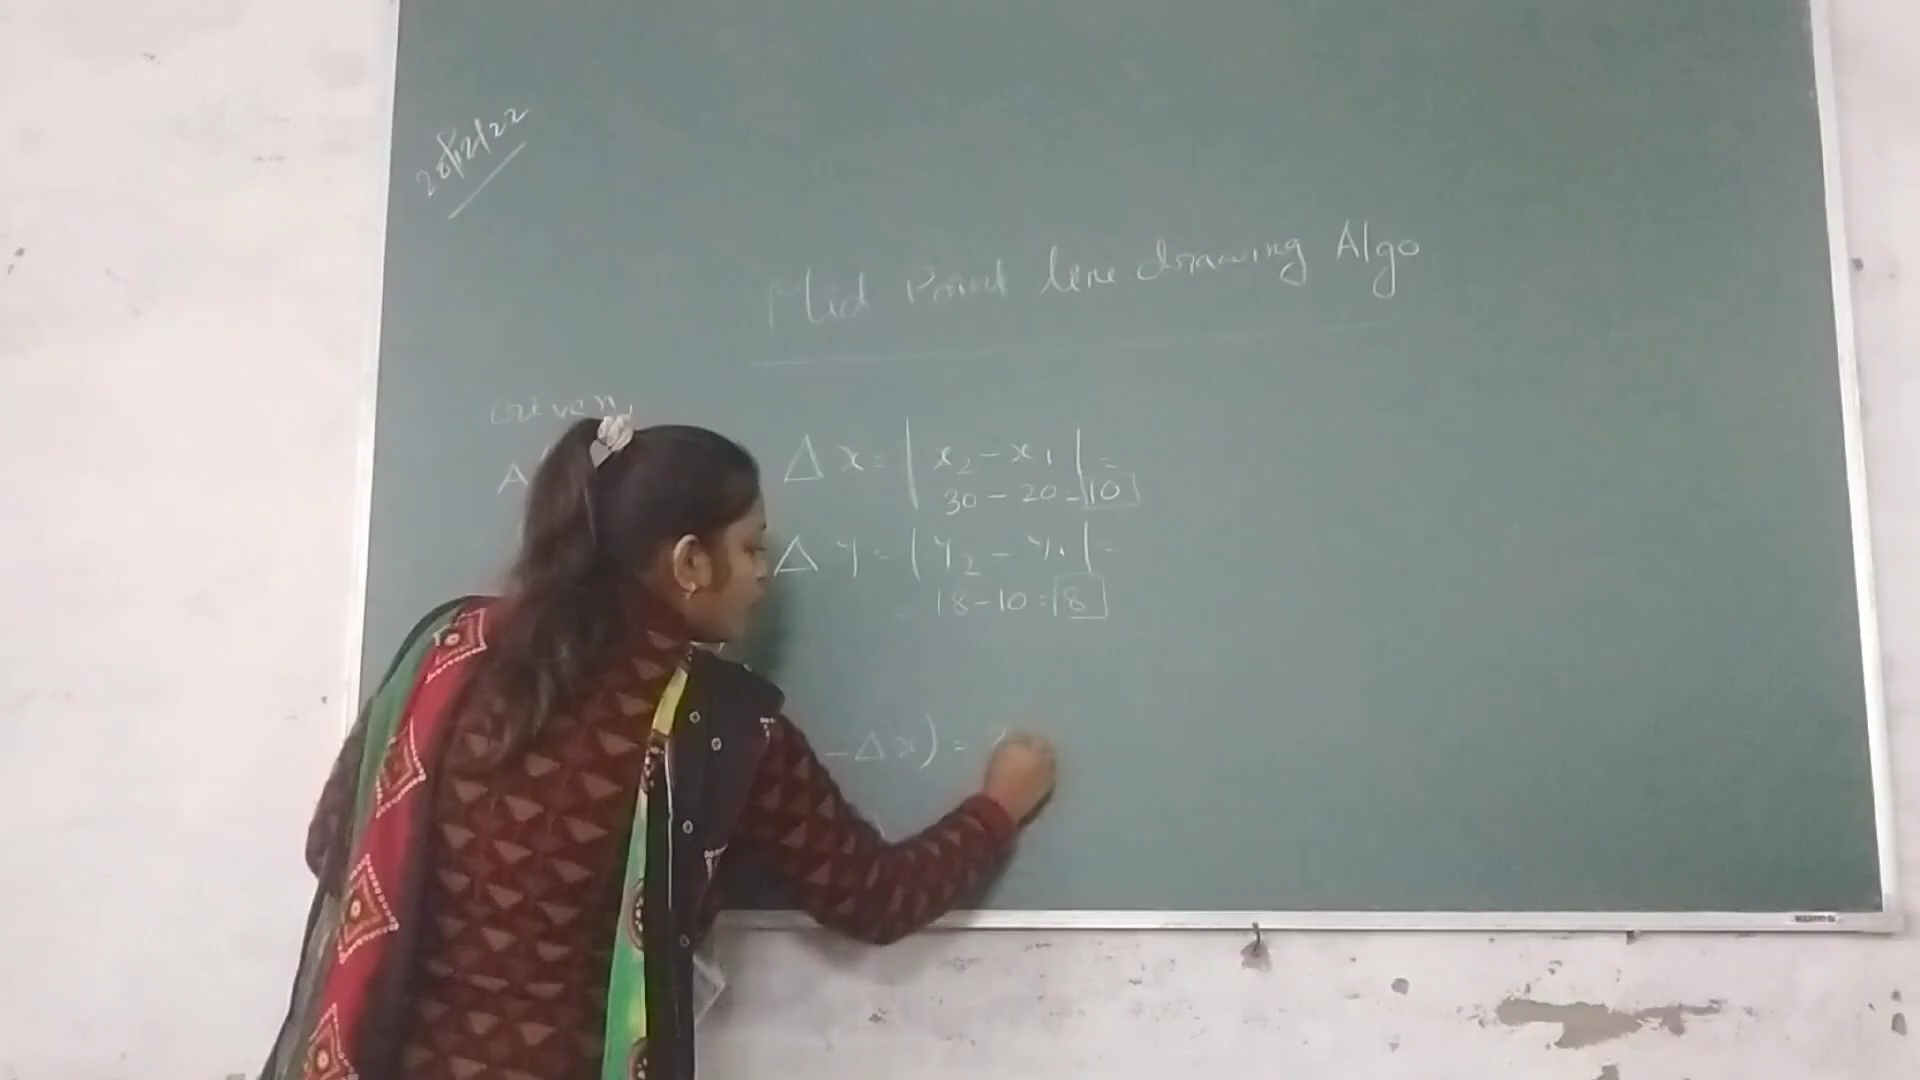 28/12/22
Mid Point line drawing Algo
Given,
A
Δx = | x₂ - x₁ | =
30 - 20 = 10
Δy = | y₂ - y₁ | =
18 - 10 = 8
- Δx) = 2